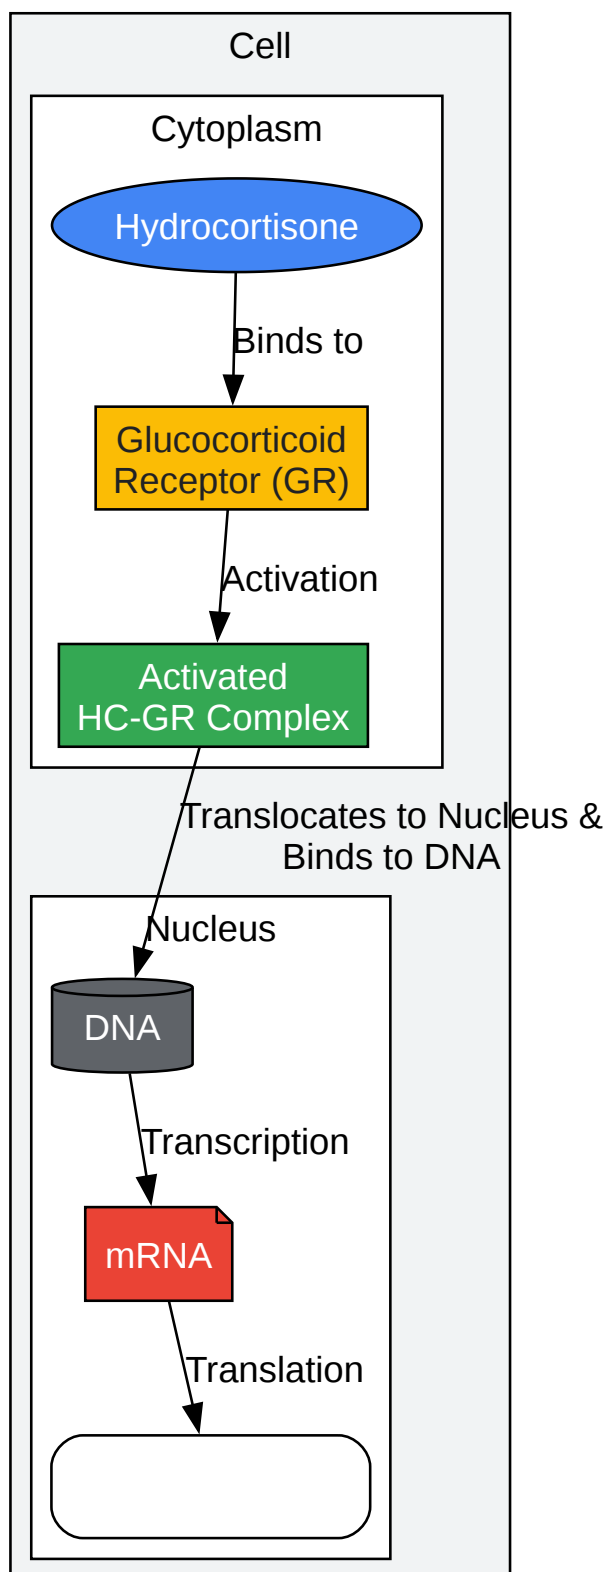 Cell
Cytoplasm
Hydrocortisone
Binds to
Glucocorticoid
Receptor (GR)
Activation
Activated
HC-GR Complex
Translocates to Nucleus &
Binds to DNA
Nucleus
DNA
Transcription
mRNA
Translation